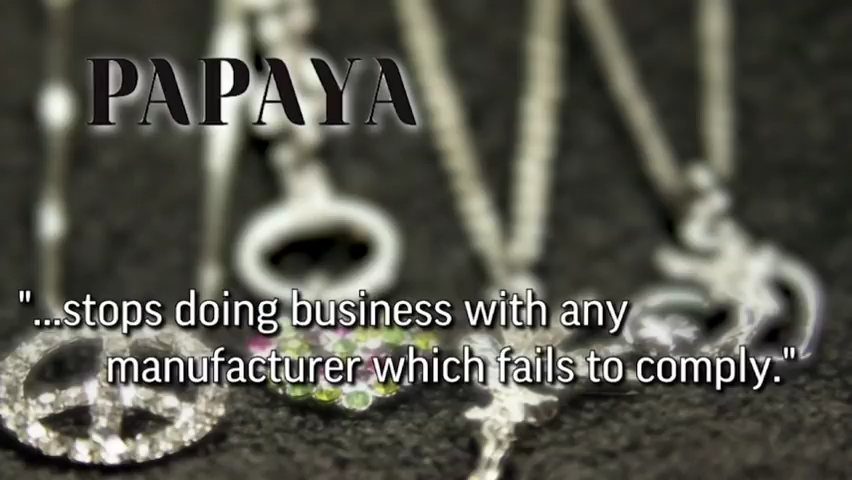 PAPAYA
"...stops doing business with any
manufacturer which fails to comply."